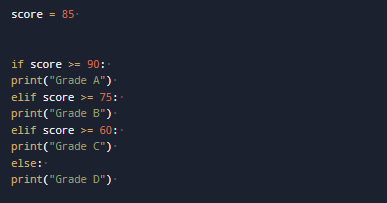 score = 85
if score >= 90:
print("Grade A")
elif score >= 75:
print("Grade B")
elif score >= 60:
print("Grade C")
else:
print("Grade D")